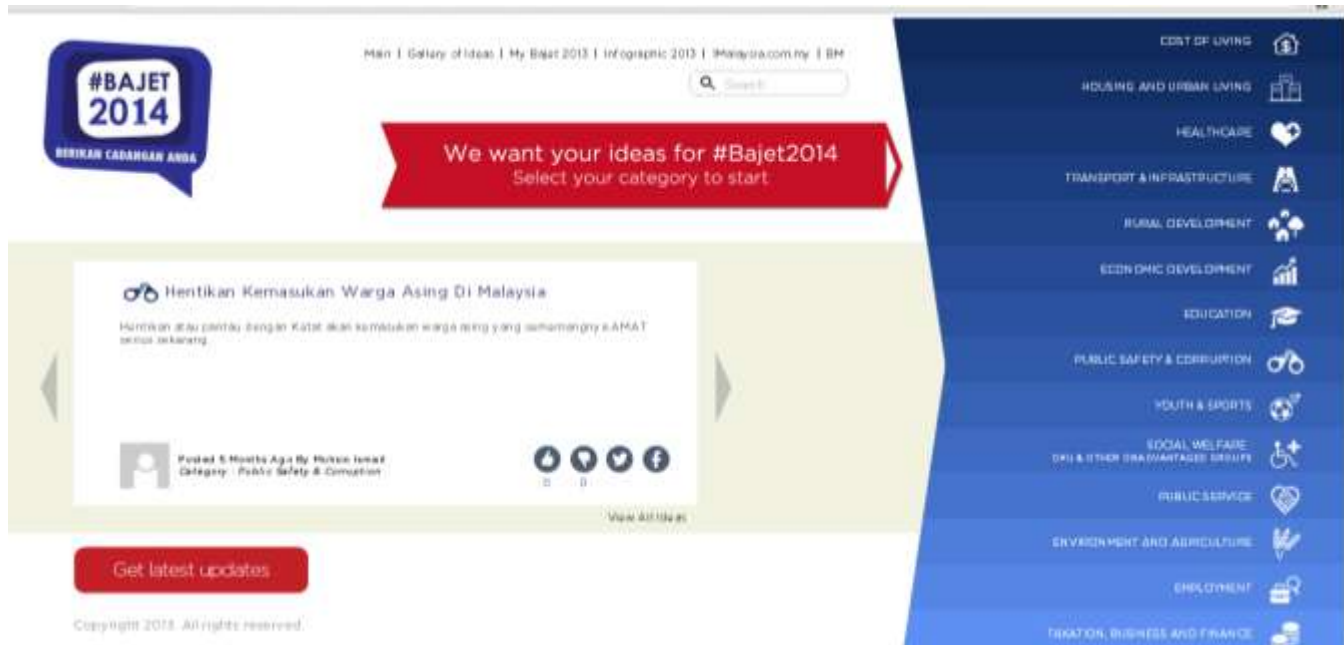 #BAJET
2014
BERIKAN CADANGAN ANDA
Main | Gallery of Ideas | My Bajet 2013 | Infographic 2013 | 1Malaysia.com.my | BM
Search
We want your ideas for #Bajet2014
Select your category to start
Hentikan Kemasukan Warga Asing Di Malaysia
Hentikan atau pantau dengan Ketat akan kemasukan warga asing yang sememangnya AMAT
serius sekarang
Posted 5 Months Ago By Ismail
Category : Public Safety & Corruption
0 0
View All Ideas
Get latest updates
Copyright 2013. All rights reserved.
COST OF LIVING
HOUSING AND URBAN LIVING
HEALTHCARE
TRANSPORT & INFRASTRUCTURE
RURAL DEVELOPMENT
ECONOMIC DEVELOPMENT
EDUCATION
PUBLIC SAFETY & CORRUPTION
YOUTH & SPORTS
SOCIAL WELFARE
OKU & OTHER DISADVANTAGED GROUPS
PUBLIC SERVICE
ENVIRONMENT AND AGRICULTURE
EMPLOYMENT
TAXATION, BUSINESS AND FINANCE